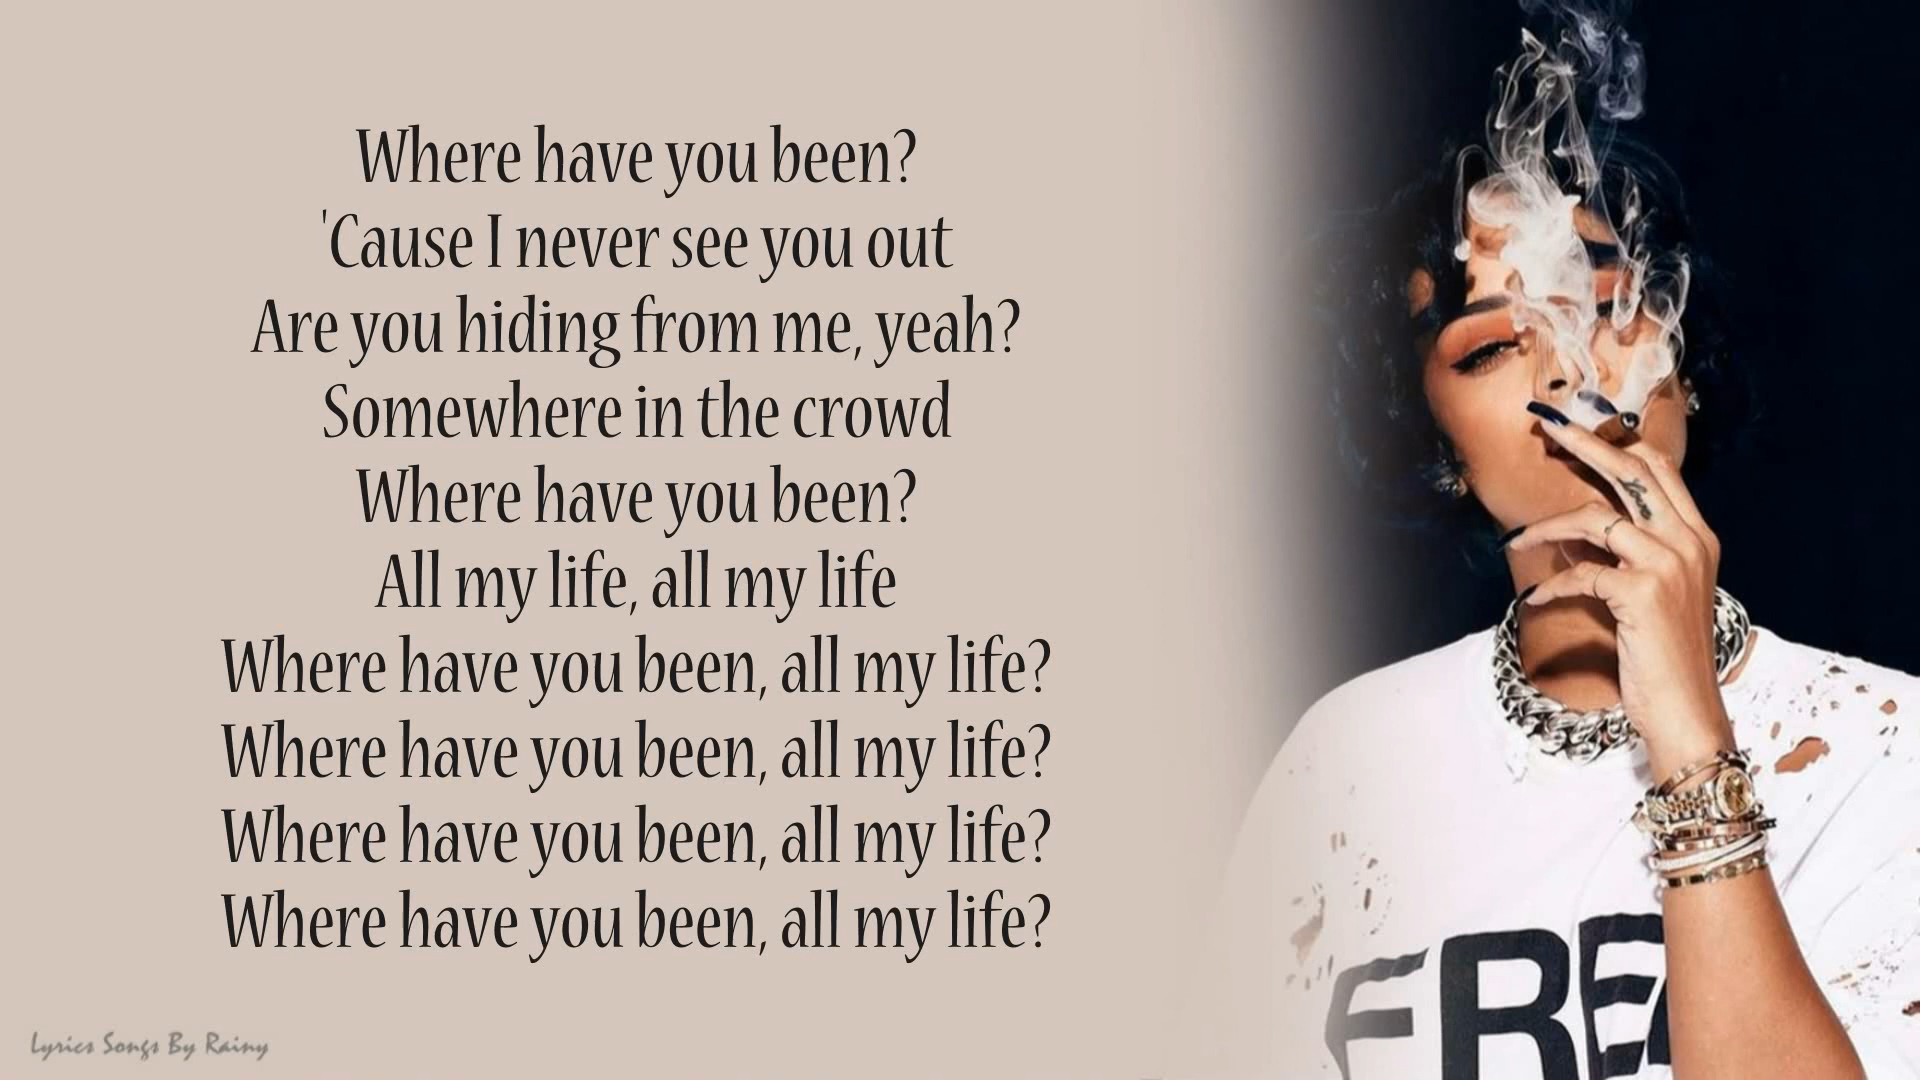 Where have you been?
'Cause I never see you out
Are you hiding from me, yeah?
Somewhere in the crowd
Where have you been?
All my life, all my life
Where have you been, all my life?
Where have you been, all my life?
Where have you been, all my life?
Where have you been, all my life?
Lyrics Songs By Rainy
Love
FREA